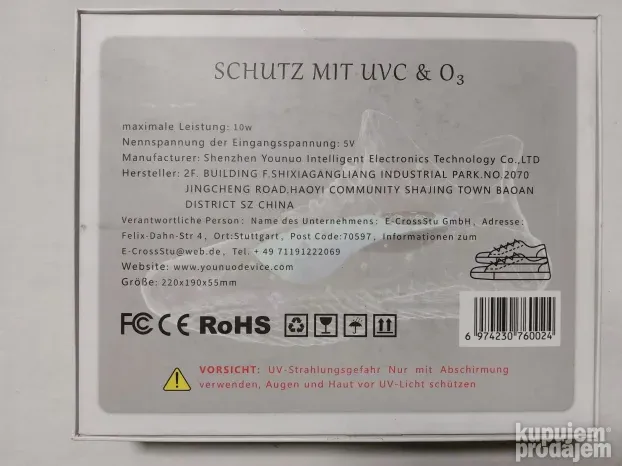 SCHUTZ MIT UVC & O₃
maximale Leistung: 10w
Nennspannung der Eingangsspannung: 5V
Manufacturer: Shenzhen Younuo Intelligent Electronics Technology Co.,LTD
Hersteller: 2F. BUILDING F.SHIXIAGANGLIANG INDUSTRIAL PARK.NO.2070
JINGCHENG ROAD.HAOYI COMMUNITY SHAJING TOWN BAOAN
DISTRICT SZ CHINA
Verantwortliche Person: Name des Unternehmens: E-CrossStu GmbH, Adresse:
Felix-Dahn-Str 4, Ort:Stuttgart, Post Code:70597, Informationen zum
E-CrossStu@web.de, Tel. +49 71191222069
Website: www.younuodevice.com
Größe: 220x190x55mm
FC CE RoHS
6 974230 760024
VORSICHT: UV-Strahlungsgefahr Nur mit Abschirmung
verwenden, Augen und Haut vor UV-Licht schützen
kupujem
prodajem